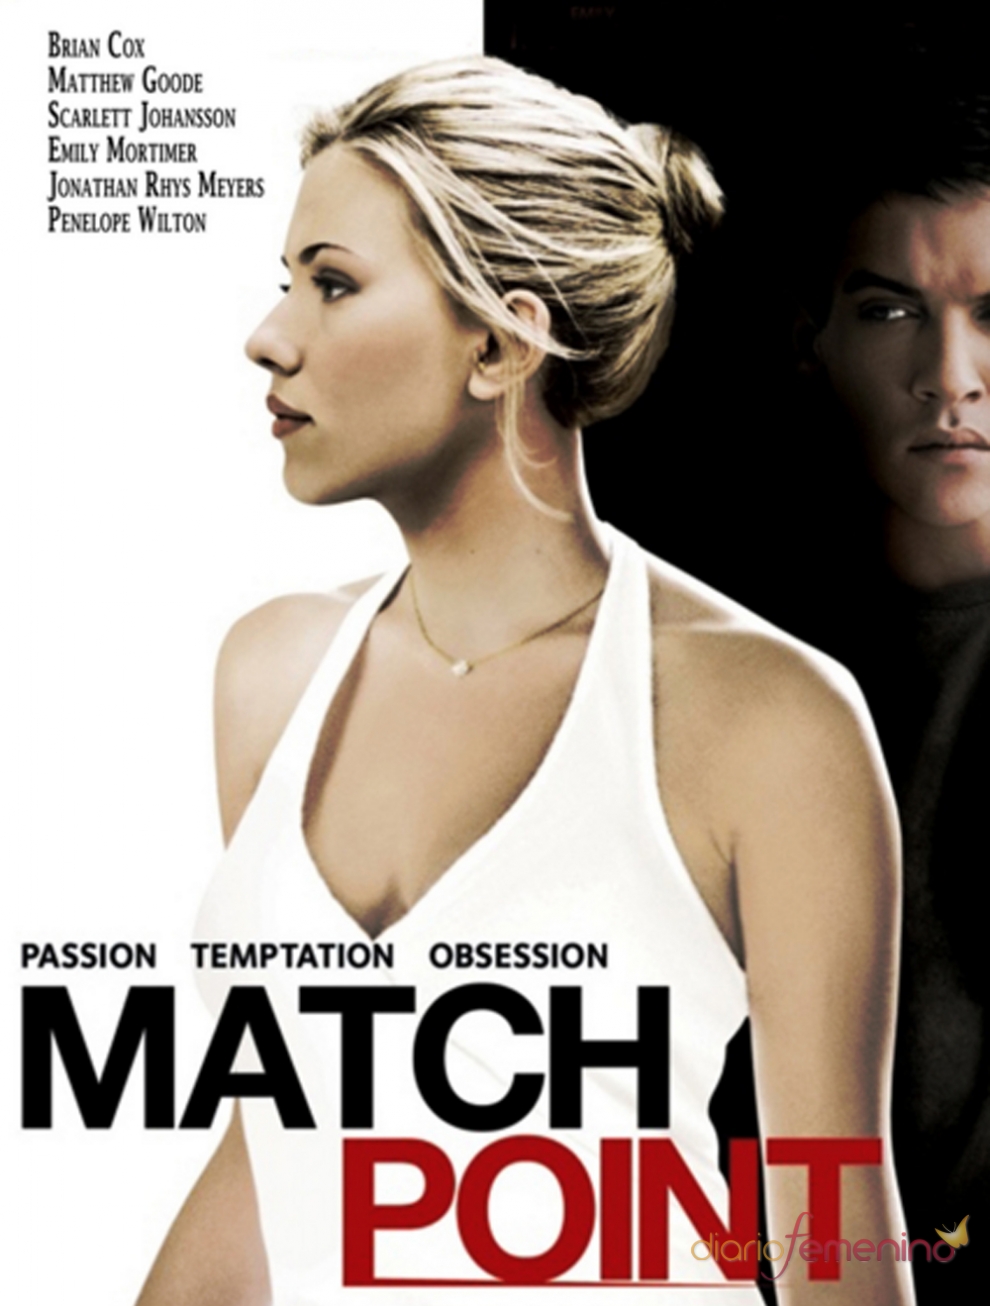 BRIAN COX
MATTHEW GOODE
SCARLETT JOHANSSON
EMILY MORTIMER
JONATHAN RHYS MEYERS
PENELOPE WILTON
PASSION TEMPTATION OBSESSION
MATCH
POINT
diariofemenino